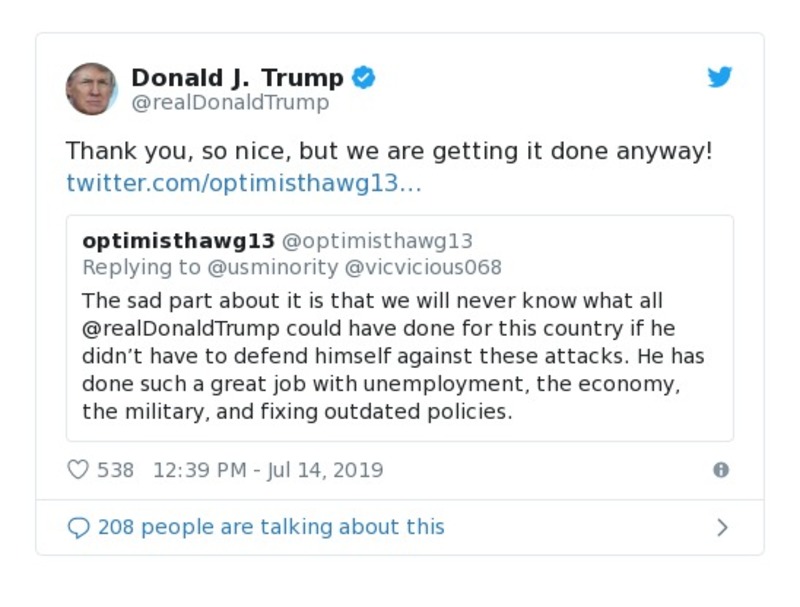 Donald J. Trump
@realDonaldTrump
Thank you, so nice, but we are getting it done anyway!
twitter.com/optimisthawg13…
optimisthawg13 @optimisthawg13
Replying to @usminority @vicvicious068
The sad part about it is that we will never know what all
@realDonaldTrump could have done for this country if he
didn’t have to defend himself against these attacks. He has
done such a great job with unemployment, the economy,
the military, and fixing outdated policies.
538 12:39 PM - Jul 14, 2019
208 people are talking about this